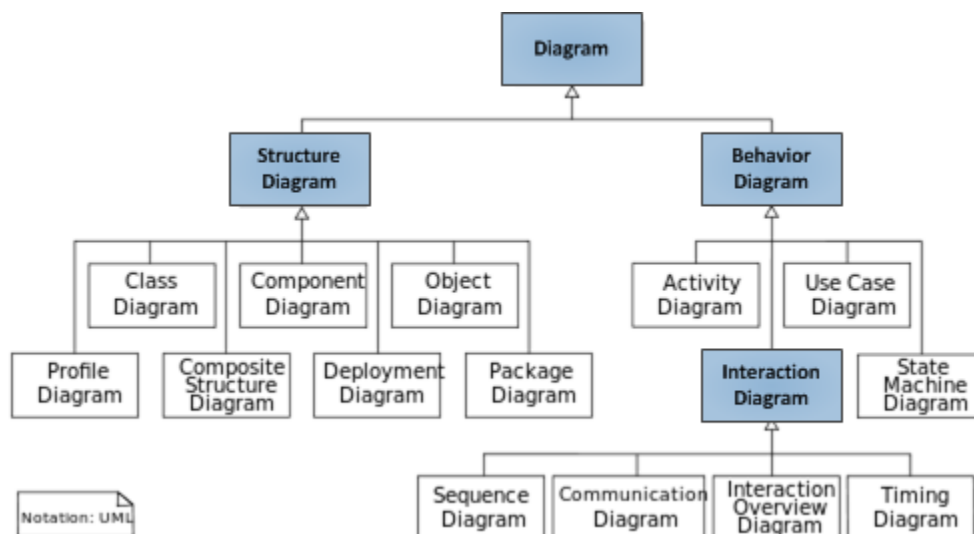 Diagram
Structure
Diagram
Behavior
Diagram
Class
Diagram
Component
Diagram
Object
Diagram
Activity
Diagram
Use Case
Diagram
Profile
Diagram
Composite
Structure
Diagram
Deployment
Diagram
Package
Diagram
Interaction
Diagram
State
Machine
Diagram
Sequence
Diagram
Communication
Diagram
Interaction
Overview
Diagram
Timing
Diagram
Notation: UML